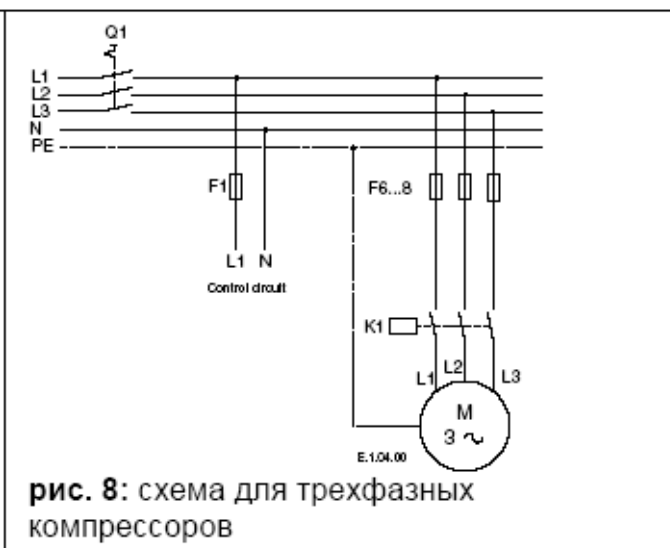 Q1
L1
L2
L3
N
PE
F1
F6...8
L1 N
Control circuit
K1
L1 L2 L3
M
3 ~
E.1.04.00
рис. 8: схема для трехфазных
компрессоров